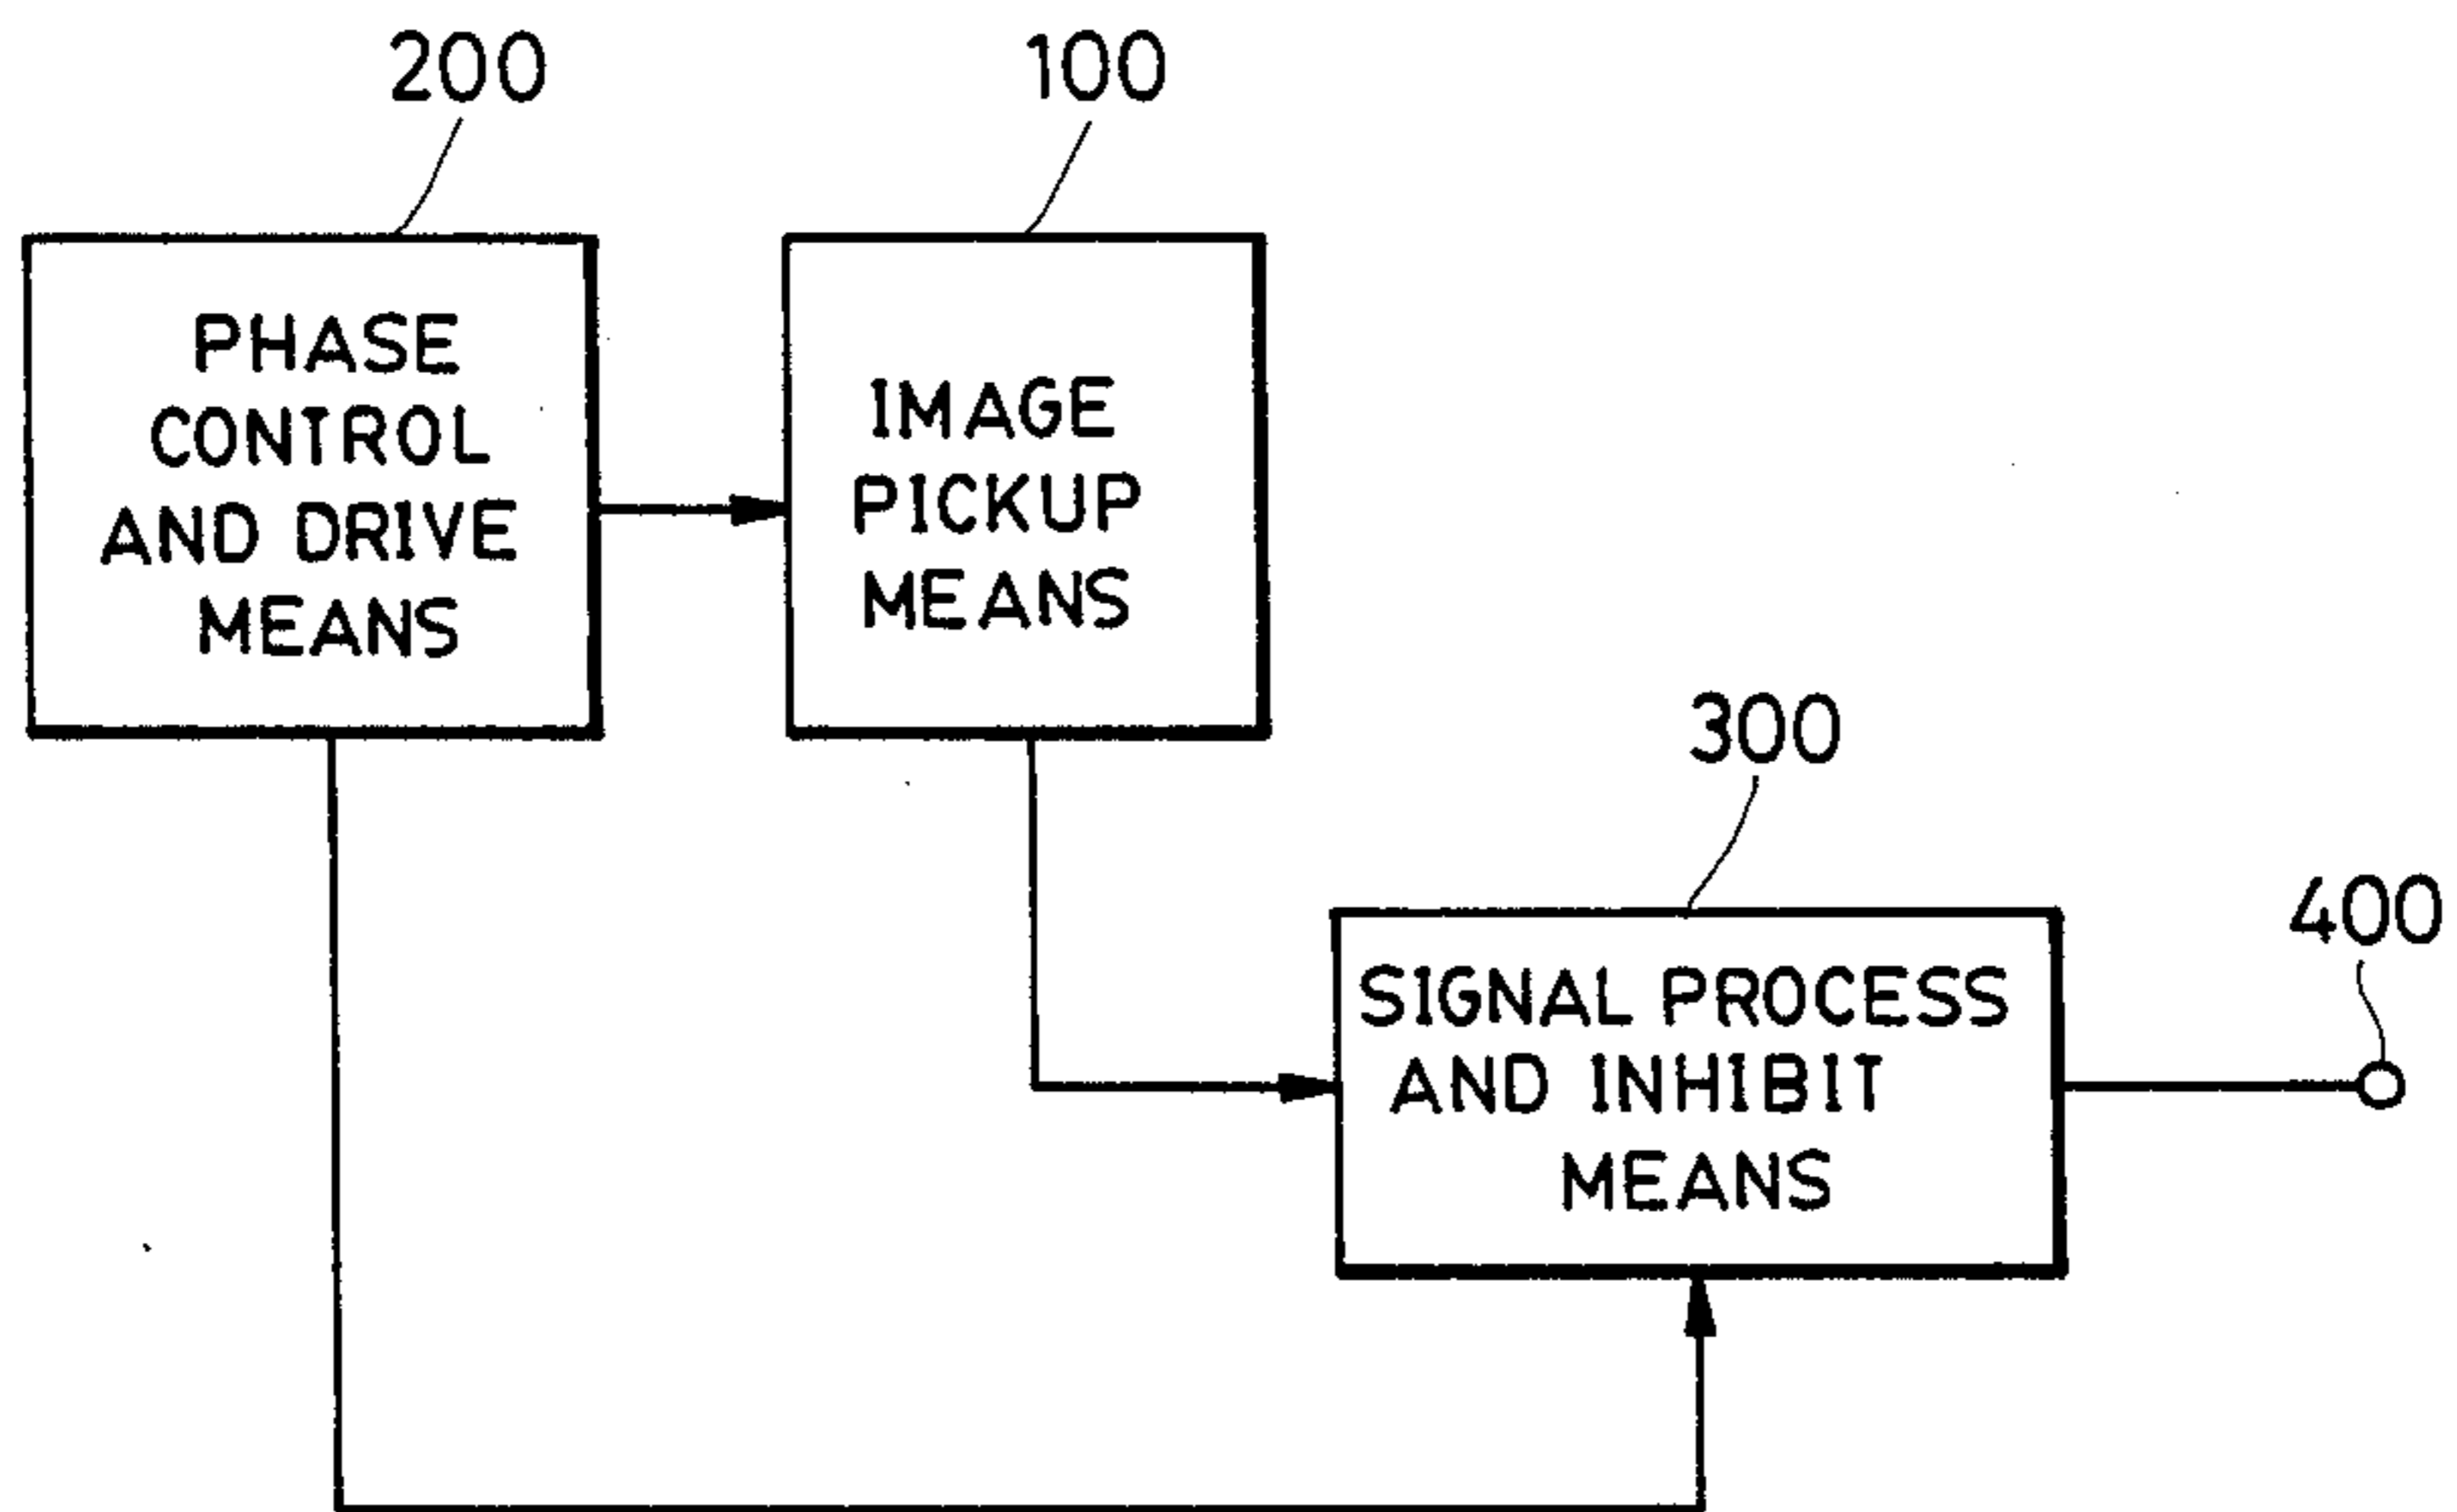 200
100
PHASE
CONTROL
AND DRIVE
MEANS
IMAGE
PICKUP
MEANS
300
400
SIGNAL PROCESS
AND INHIBIT
MEANS